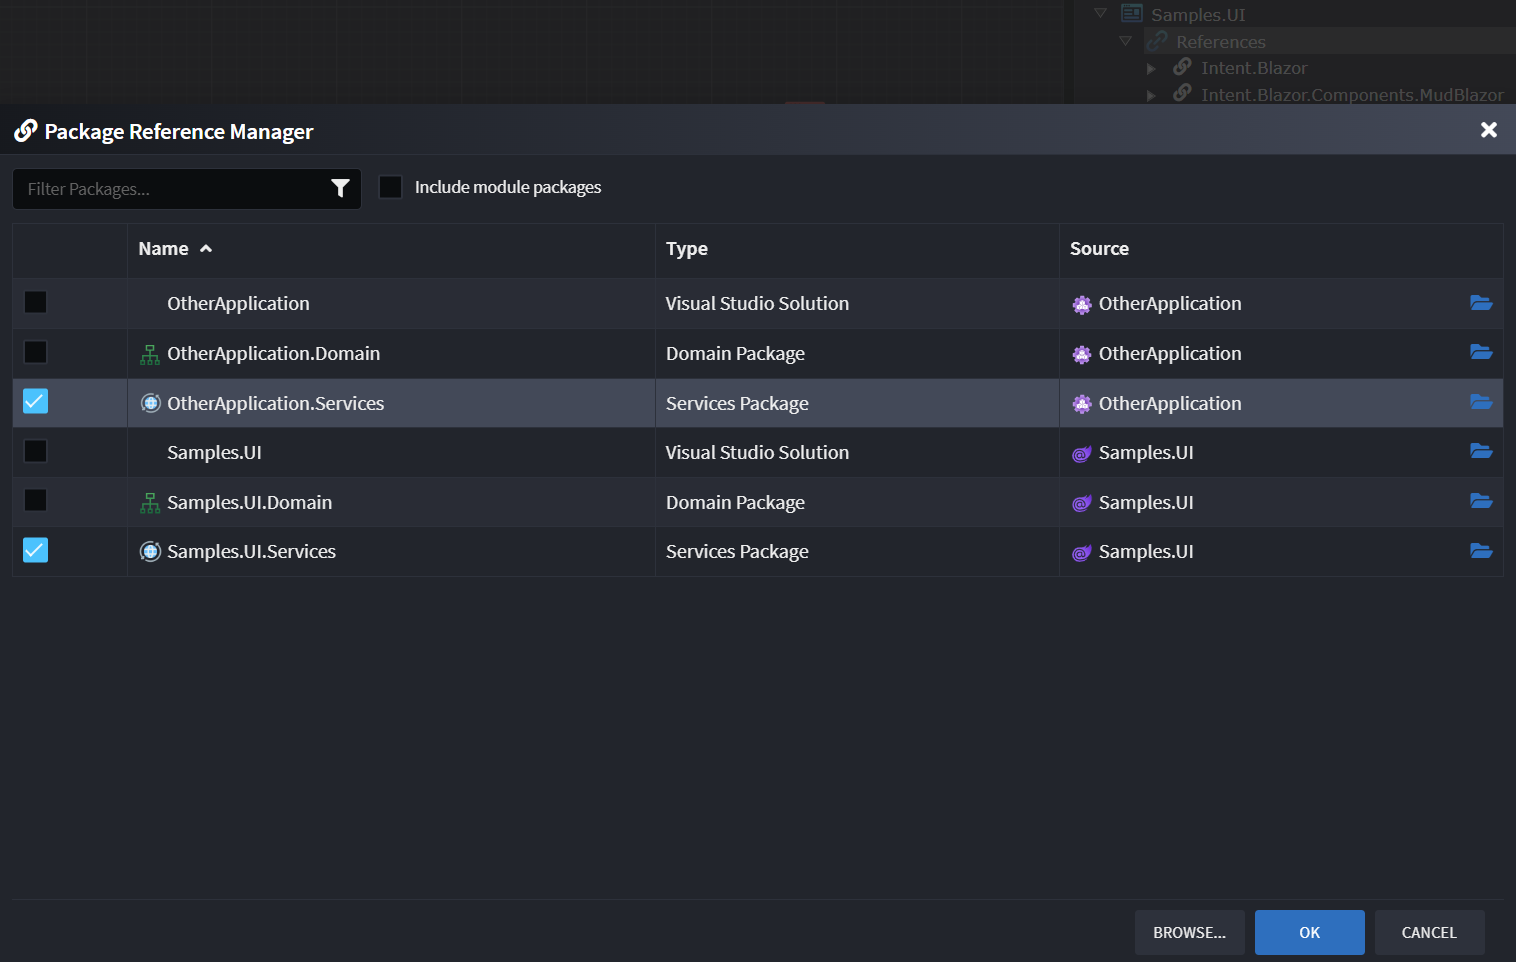 Samples.UI
References
Intent.Blazor
Intent.Blazor.Components.MudBlazor
Package Reference Manager
Filter Packages... Include module packages
Name Type Source
OtherApplication Visual Studio Solution OtherApplication
OtherApplication.Domain Domain Package OtherApplication
OtherApplication.Services Services Package OtherApplication
Samples.UI Visual Studio Solution Samples.UI
Samples.UI.Domain Domain Package Samples.UI
Samples.UI.Services Services Package Samples.UI
BROWSE... OK CANCEL